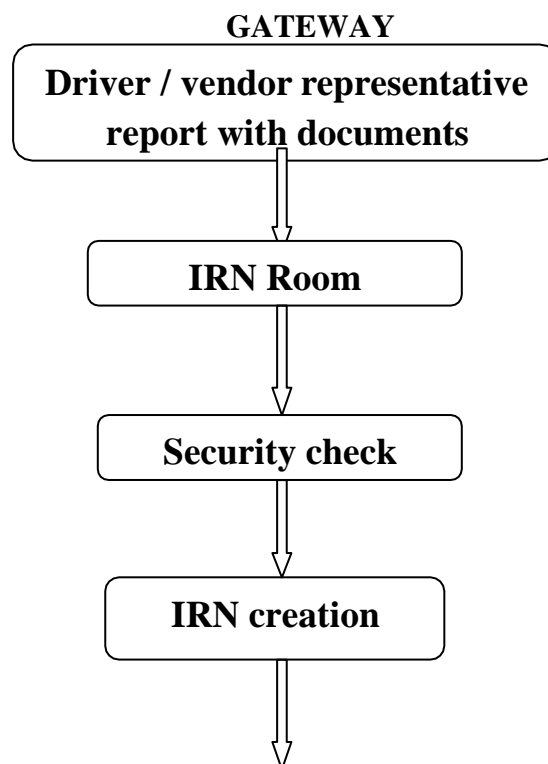 GATEWAY
Driver / vendor representative
report with documents
IRN Room
Security check
IRN creation